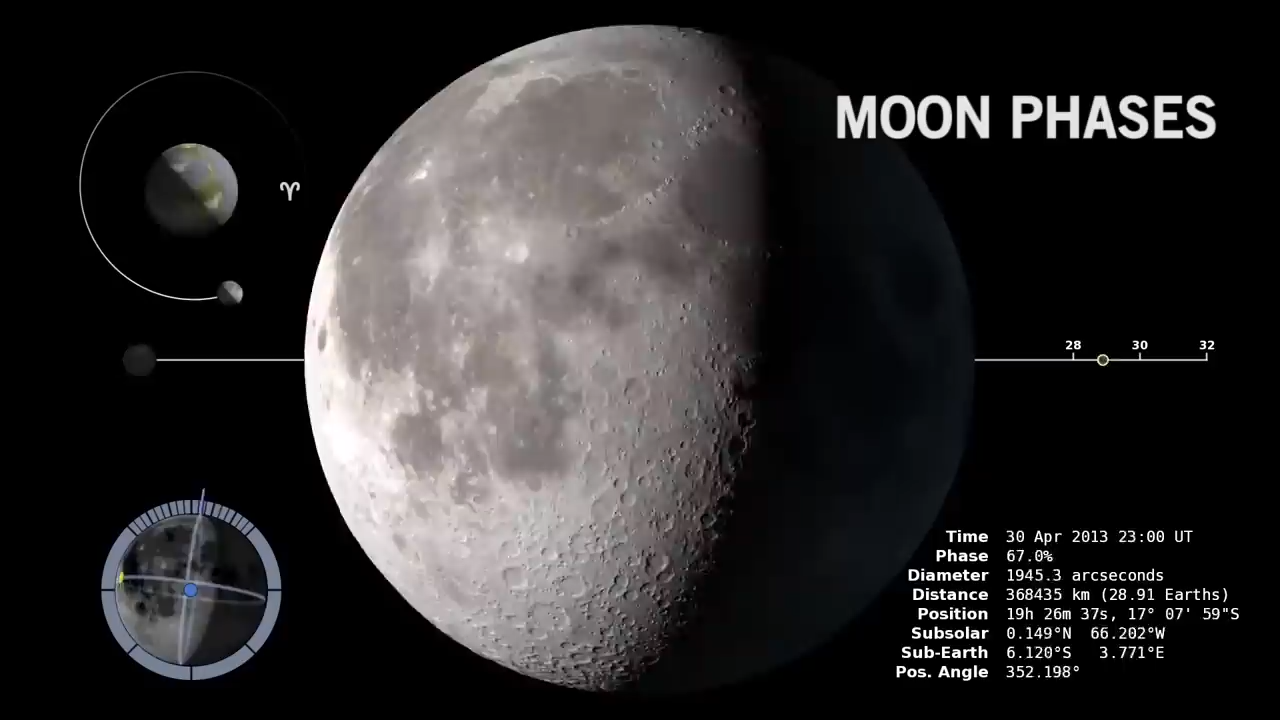 MOON PHASES
♈
28 30 32
Time 30 Apr 2013 23:00 UT
Phase 67.0%
Diameter 1945.3 arcseconds
Distance 368435 km (28.91 Earths)
Position 19h 26m 37s, 17° 07' 59"S
Subsolar 0.149°N 66.202°W
Sub-Earth 6.120°S 3.771°E
Pos. Angle 352.198°